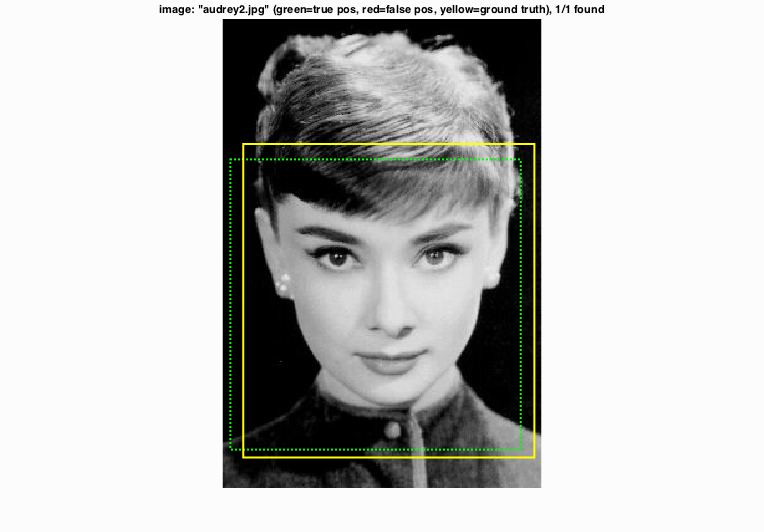 image: "audrey2.jpg" (green=true pos, red=false pos, yellow=ground truth), 1/1 found